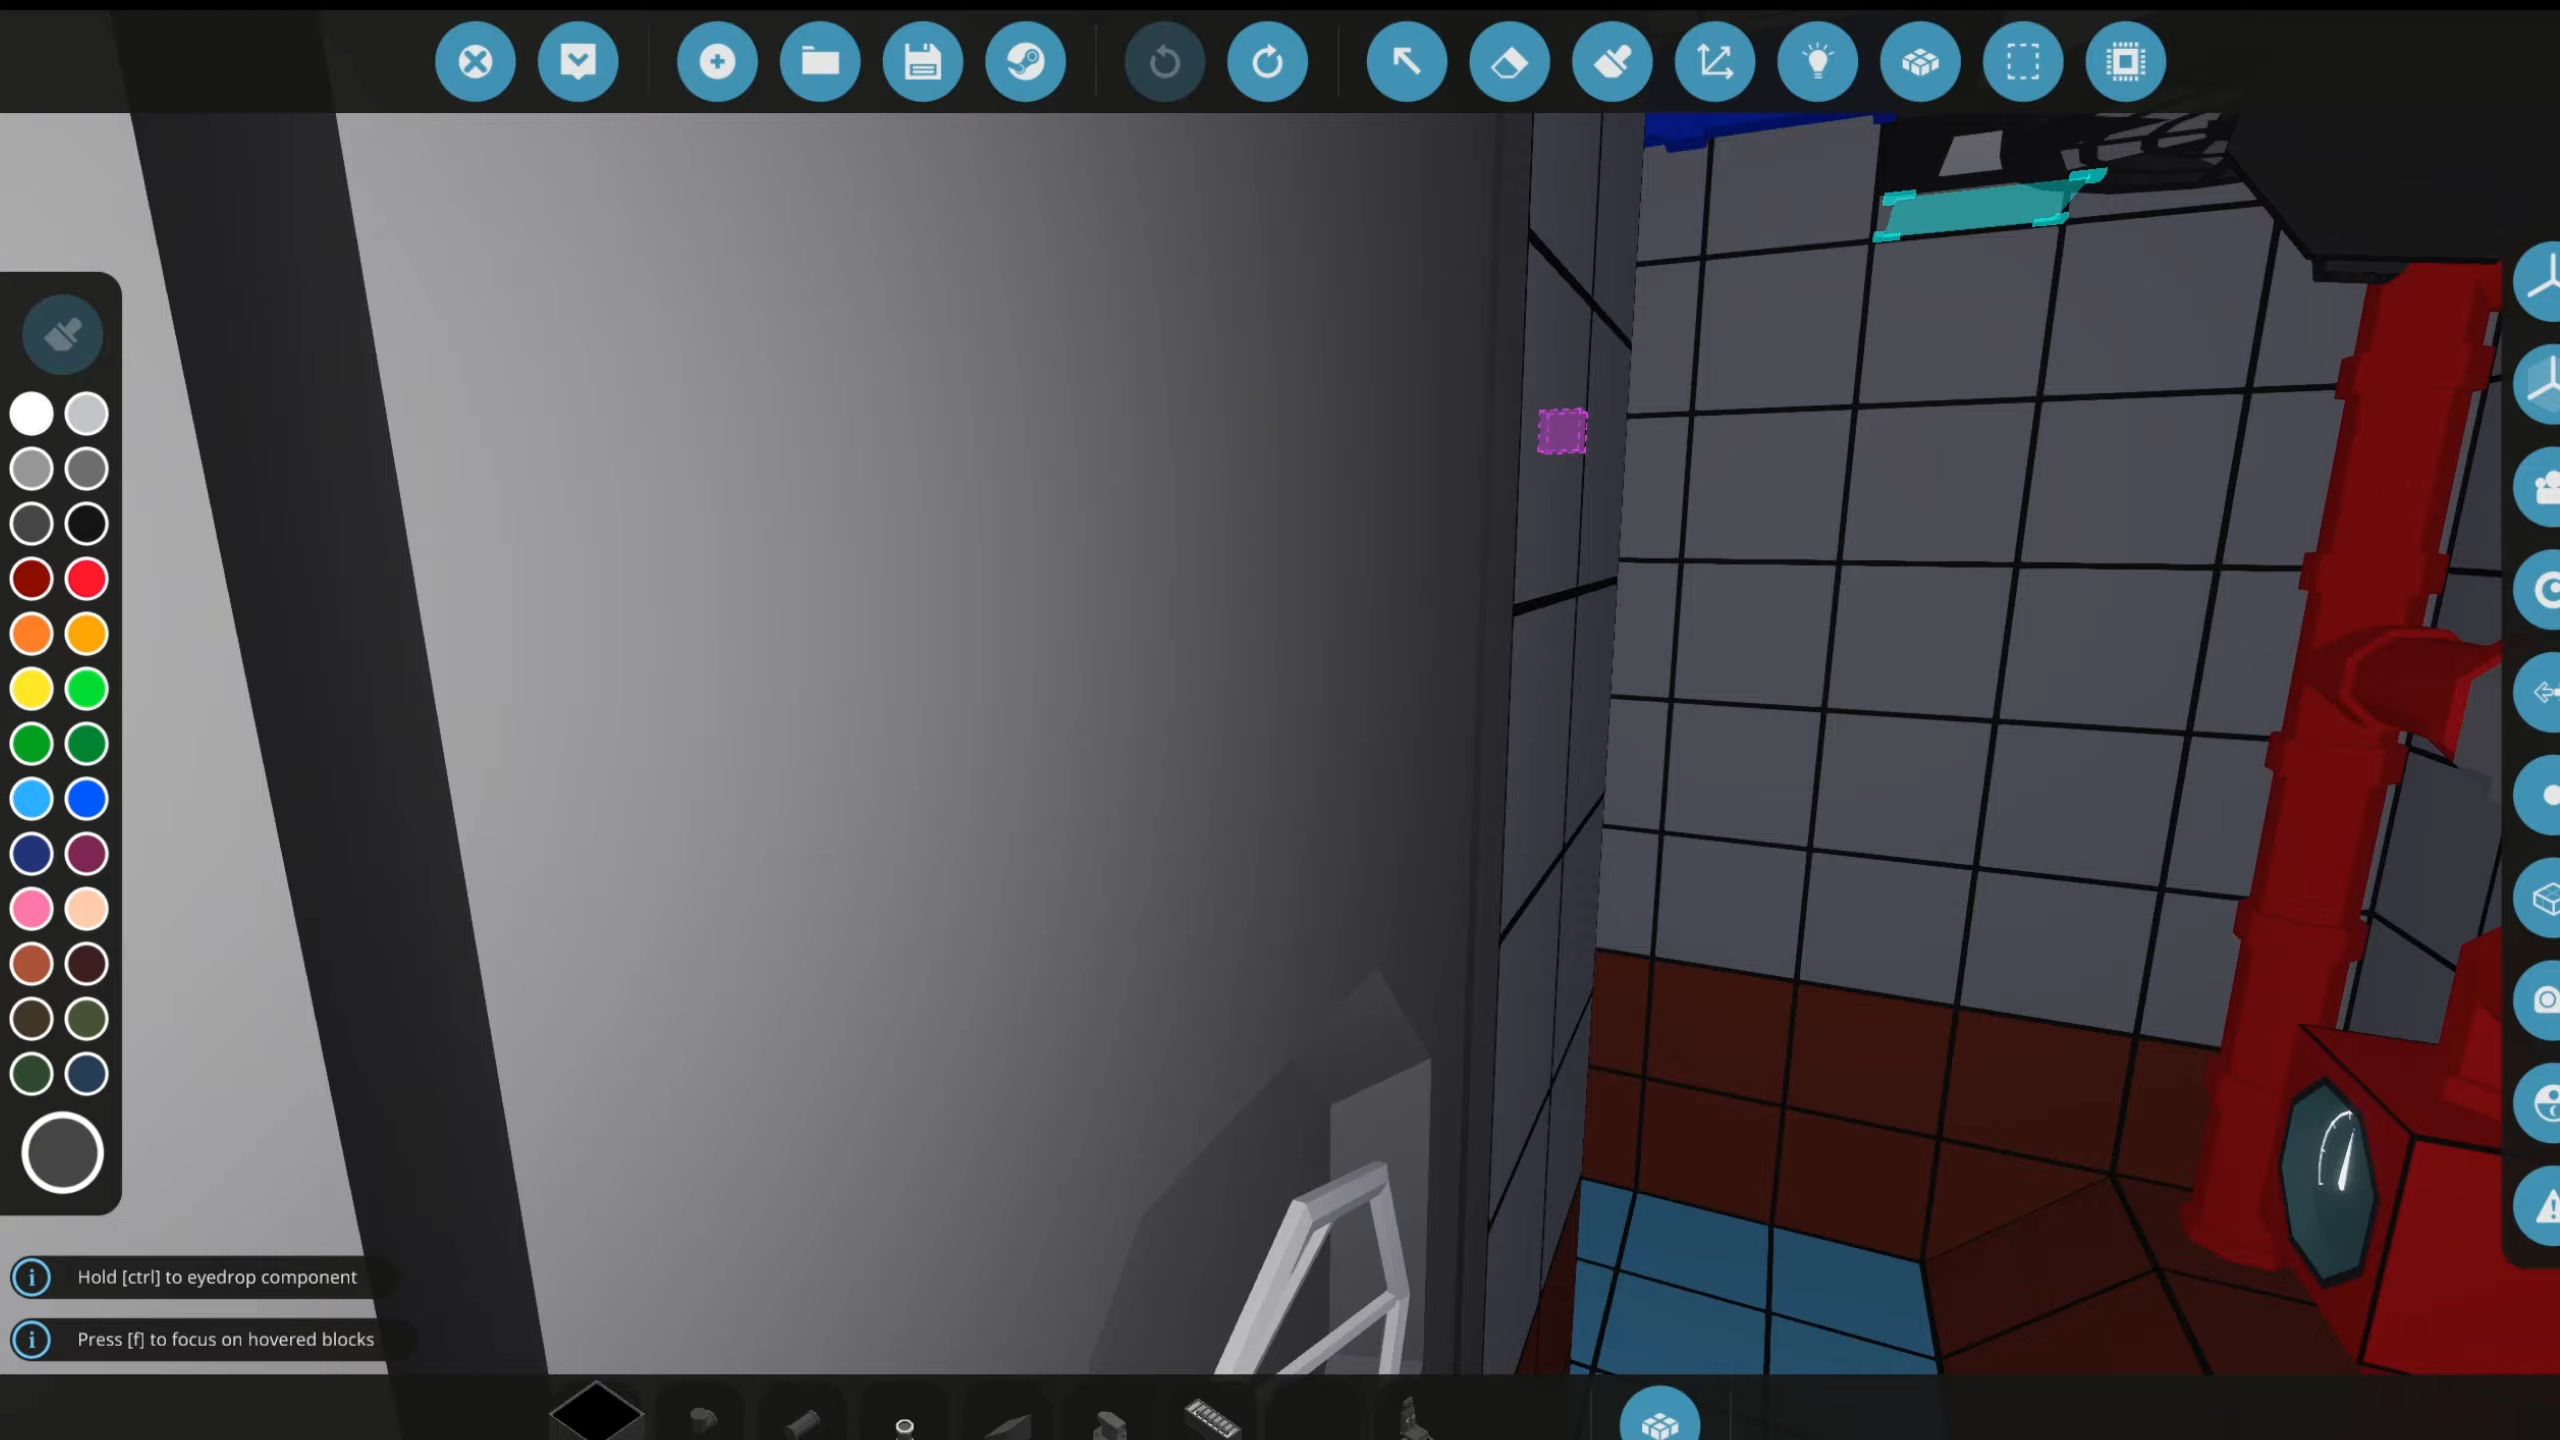 Hold [ctrl] to eyedrop component
Press [f] to focus on hovered blocks